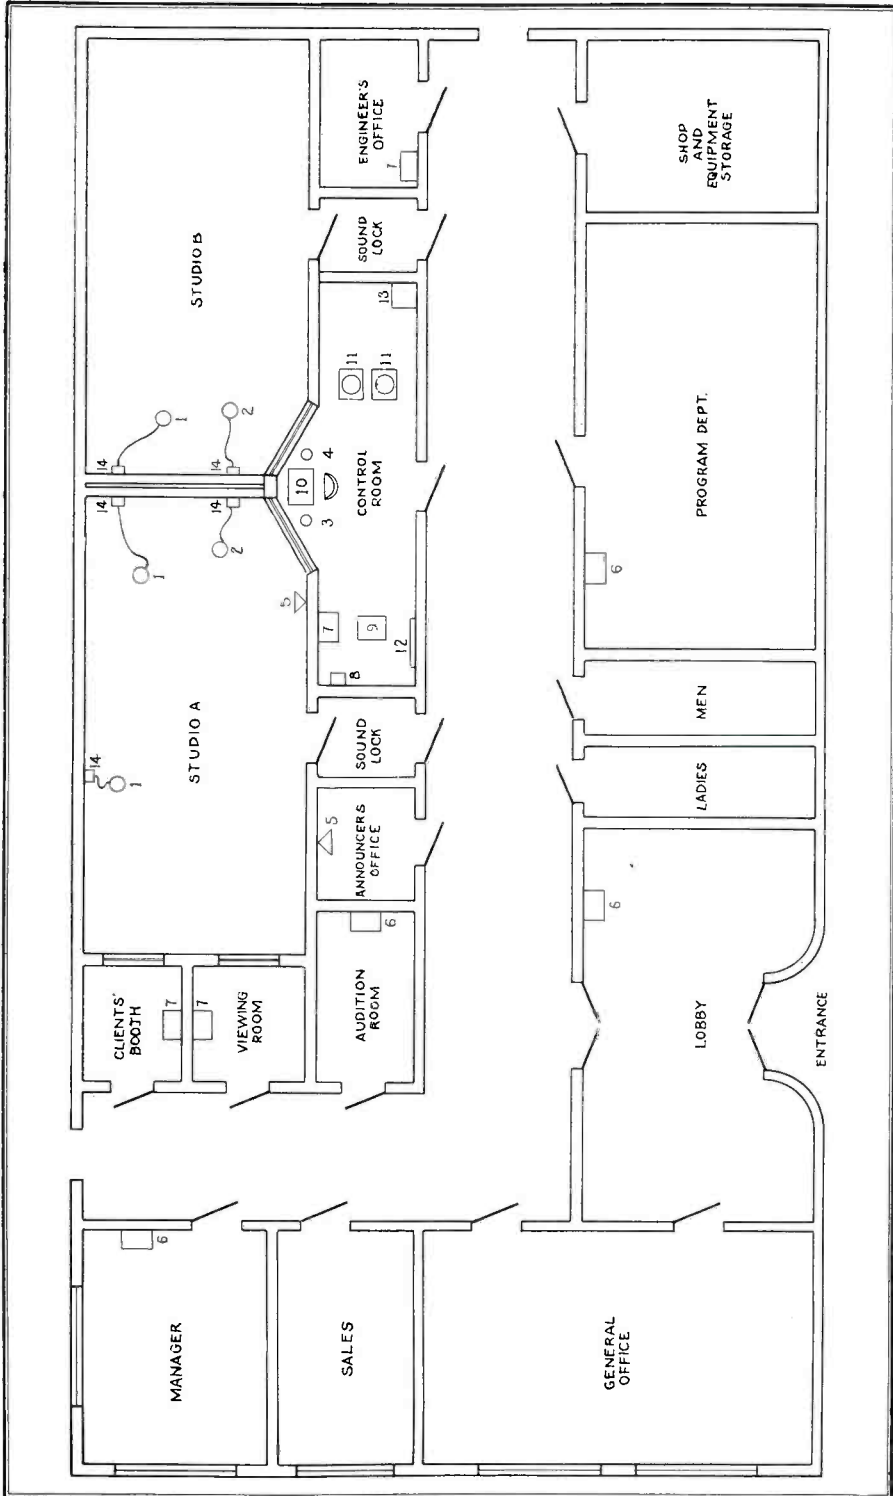 STUDIO B
ENGINEER'S
OFFICE
7
SHOP
AND
EQUIPMENT
STORAGE
SOUND
LOCK
13
11
11
1
2
14
14
4
10
3
CONTROL
ROOM
PROGRAM DEPT.
6
14
14
1
2
5
7
9
8
12
STUDIO A
14
1
SOUND
LOCK
MEN
LADIES
5
ANNOUNCERS
OFFICE
6
AUDITION
ROOM
6
CLIENTS'
BOOTH
7
7
VIEWING
ROOM
LOBBY
ENTRANCE
6
MANAGER
SALES
GENERAL
OFFICE